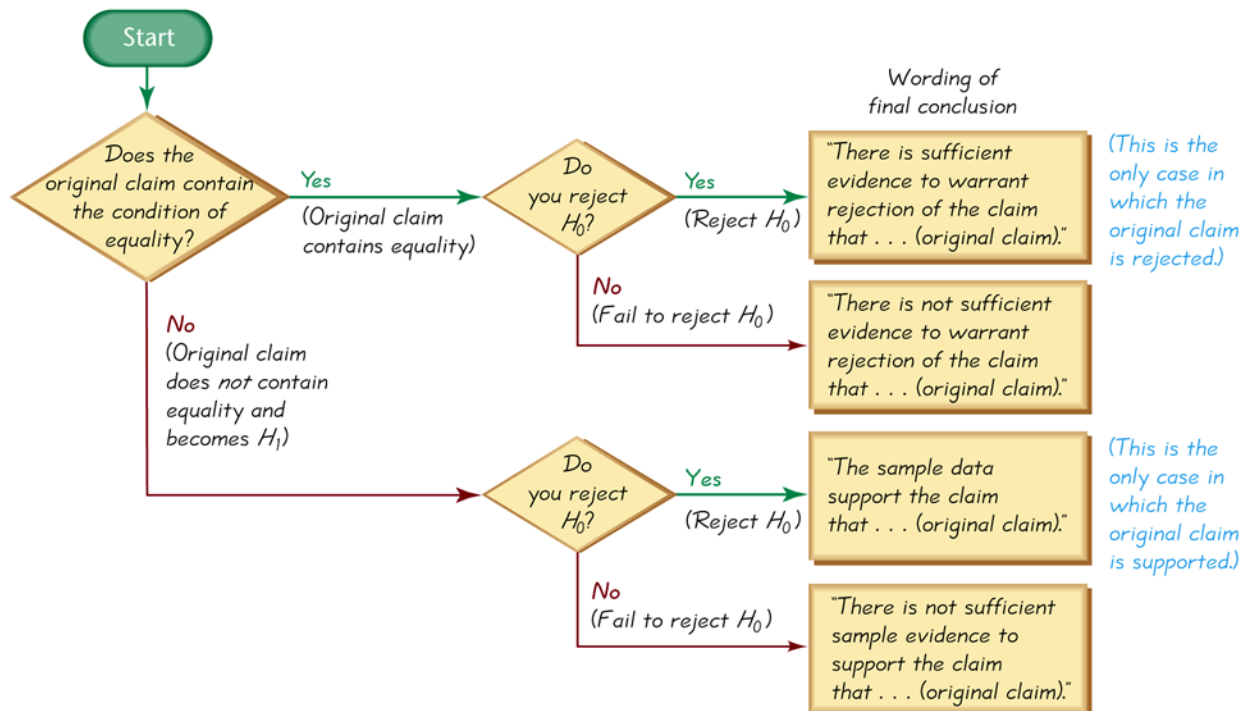 Start
Wording of
final conclusion
Does the
original claim contain
the condition of
equality?
Yes
(Original claim
contains equality)
Do
you reject
H₀?
Yes
(Reject H₀)
"There is sufficient
evidence to warrant
rejection of the claim
that . . . (original claim)."
(This is the
only case in
which the
original claim
is rejected.)
No
(Fail to reject H₀)
"There is not sufficient
evidence to warrant
rejection of the claim
that . . . (original claim)."
No
(Original claim
does not contain
equality and
becomes H₁)
Do
you reject
H₀?
Yes
(Reject H₀)
"The sample data
support the claim
that . . . (original claim)."
(This is the
only case in
which the
original claim
is supported.)
No
(Fail to reject H₀)
"There is not sufficient
sample evidence to
support the claim
that . . . (original claim)."